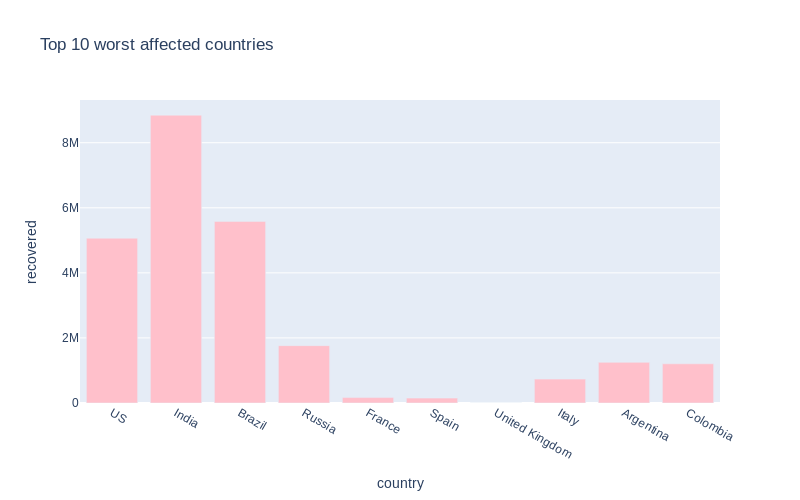 Top 10 worst affected countries
recovered
8M
6M
4M
2M
0
US
India
Brazil
Russia
France
Spain
United Kingdom
Italy
Argentina
Colombia
country